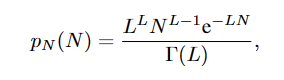 p_N(N) = \frac{L^L N^{L-1} e^{-LN}}{\Gamma(L)},